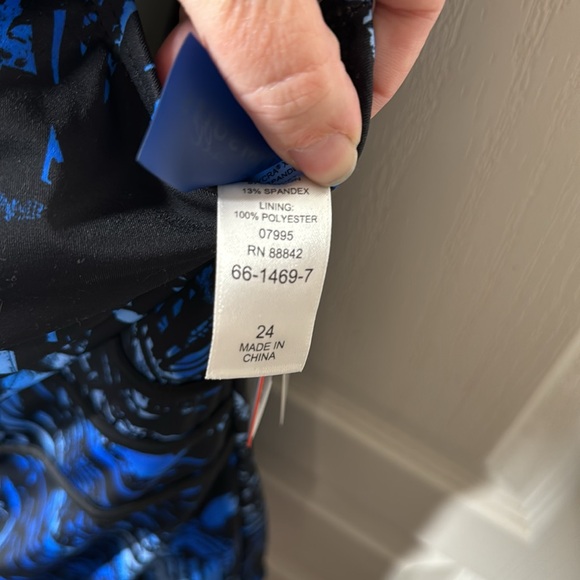 13% SPANDEX
LINING:
100% POLYESTER
07995
RN 88842
66-1469-7
24
MADE IN
CHINA